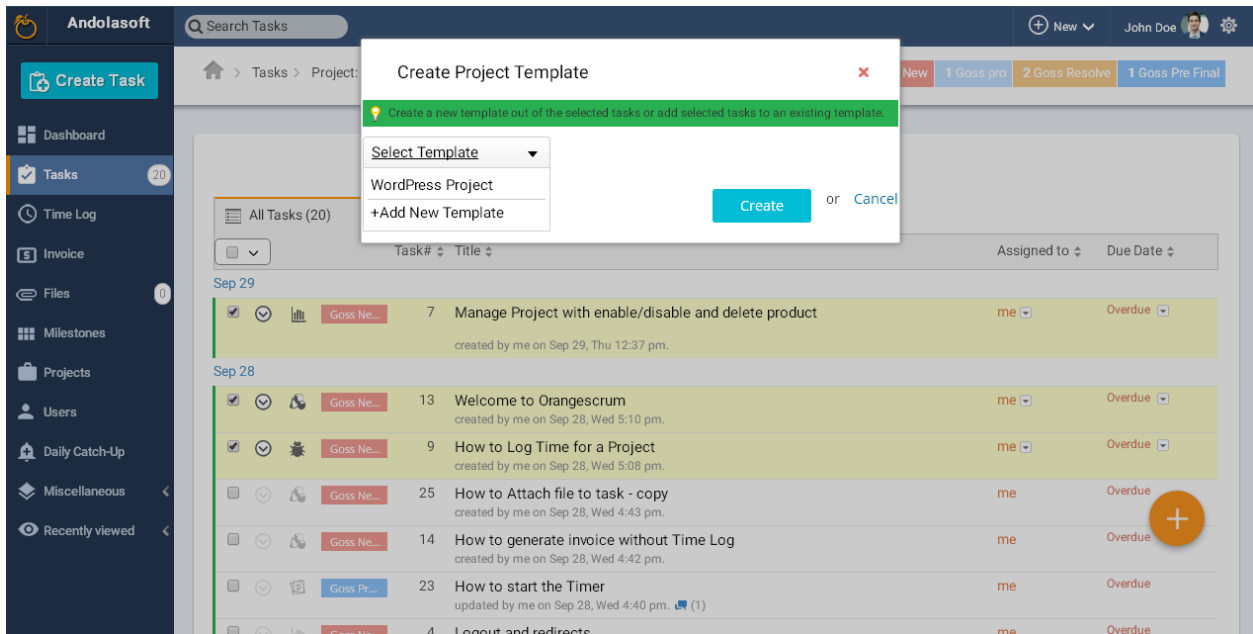 Andolasoft
Search Tasks
New
John Doe
Create Task
Tasks > Project:
Create Project Template
New
1 Goss pro
2 Goss Resolve
1 Goss Pre Final
Create a new template out of the selected tasks or add selected tasks to an existing template.
Select Template
WordPress Project
+Add New Template
Create or Cancel
Dashboard
Tasks 20
Time Log
Invoice
Files 0
Milestones
Projects
Users
Daily Catch-Up
Miscellaneous
Recently viewed
All Tasks (20)
Task# Title Assigned to Due Date
Sep 29
Goss Ne... 7 Manage Project with enable/disable and delete product me Overdue
created by me on Sep 29, Thu 12:37 pm.
Sep 28
Goss Ne... 13 Welcome to Orangescrum me Overdue
created by me on Sep 28, Wed 5:10 pm.
Goss Ne... 9 How to Log Time for a Project me Overdue
created by me on Sep 28, Wed 5:08 pm.
Goss Ne... 25 How to Attach file to task - copy me Overdue
created by me on Sep 28, Wed 4:43 pm.
Goss Ne... 14 How to generate invoice without Time Log me Overdue
created by me on Sep 28, Wed 4:42 pm.
Goss Pr... 23 How to start the Timer me Overdue
updated by me on Sep 28, Wed 4:40 pm. (1)
Goss Ne... 4 Logout and redirects me Overdue